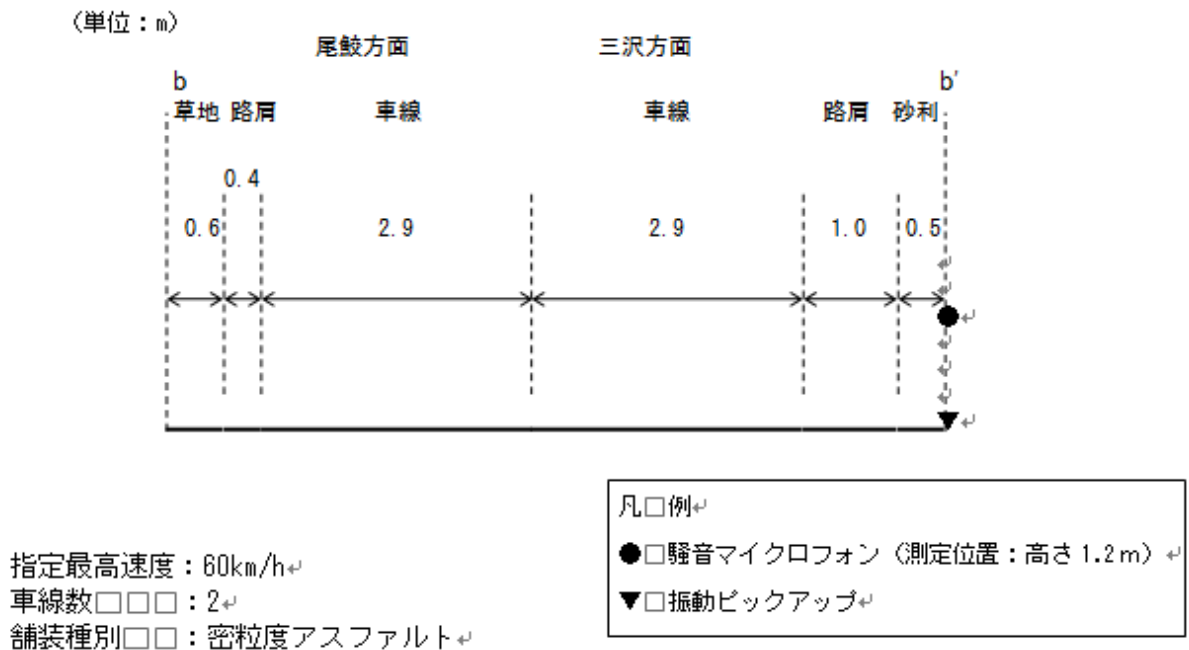 （単位：m）
尾鮫方面 三沢方面
b b′
草地 路肩 車線 車線 路肩 砂利
0.4
0.6 2.9 2.9 1.0 0.5
凡□例
●□騒音マイクロフォン（測定位置：高さ1.2m）
▼□振動ピックアップ
指定最高速度：60km/h
車線数□□□：2
舗装種別□□：密粒度アスファルト